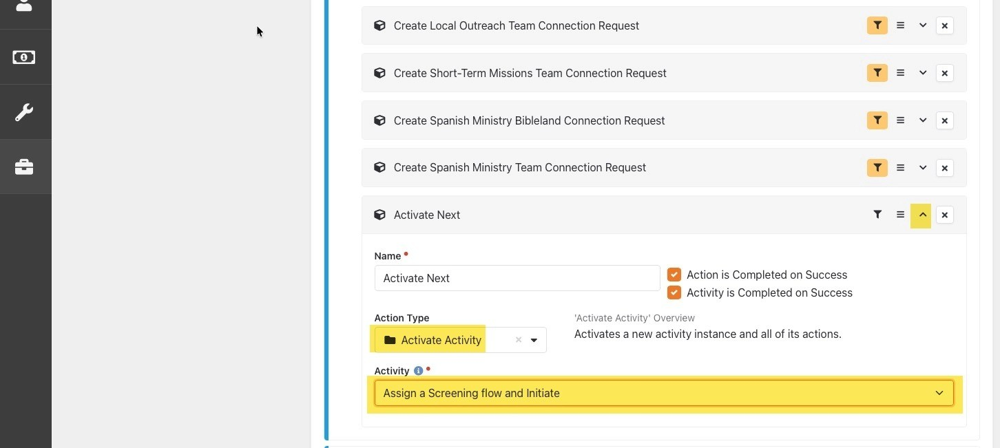 Create Local Outreach Team Connection Request
Create Short-Term Missions Team Connection Request
Create Spanish Ministry Bibleland Connection Request
Create Spanish Ministry Team Connection Request
Activate Next
Name
Activate Next
Action is Completed on Success
Activity is Completed on Success
Action Type
Activate Activity
'Activate Activity' Overview
Activates a new activity instance and all of its actions.
Activity
Assign a Screening flow and Initiate